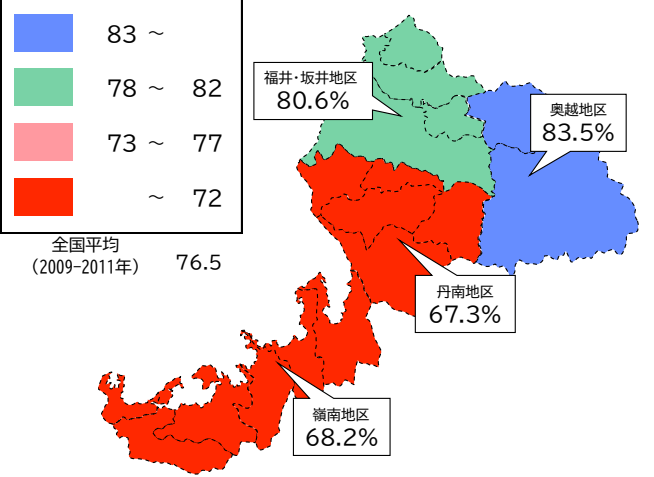 83 ～
78 ～ 82
73 ～ 77
～ 72
全国平均
（2009-2011年） 76.5
福井・坂井地区
80.6%
奥越地区
83.5%
丹南地区
67.3%
嶺南地区
68.2%